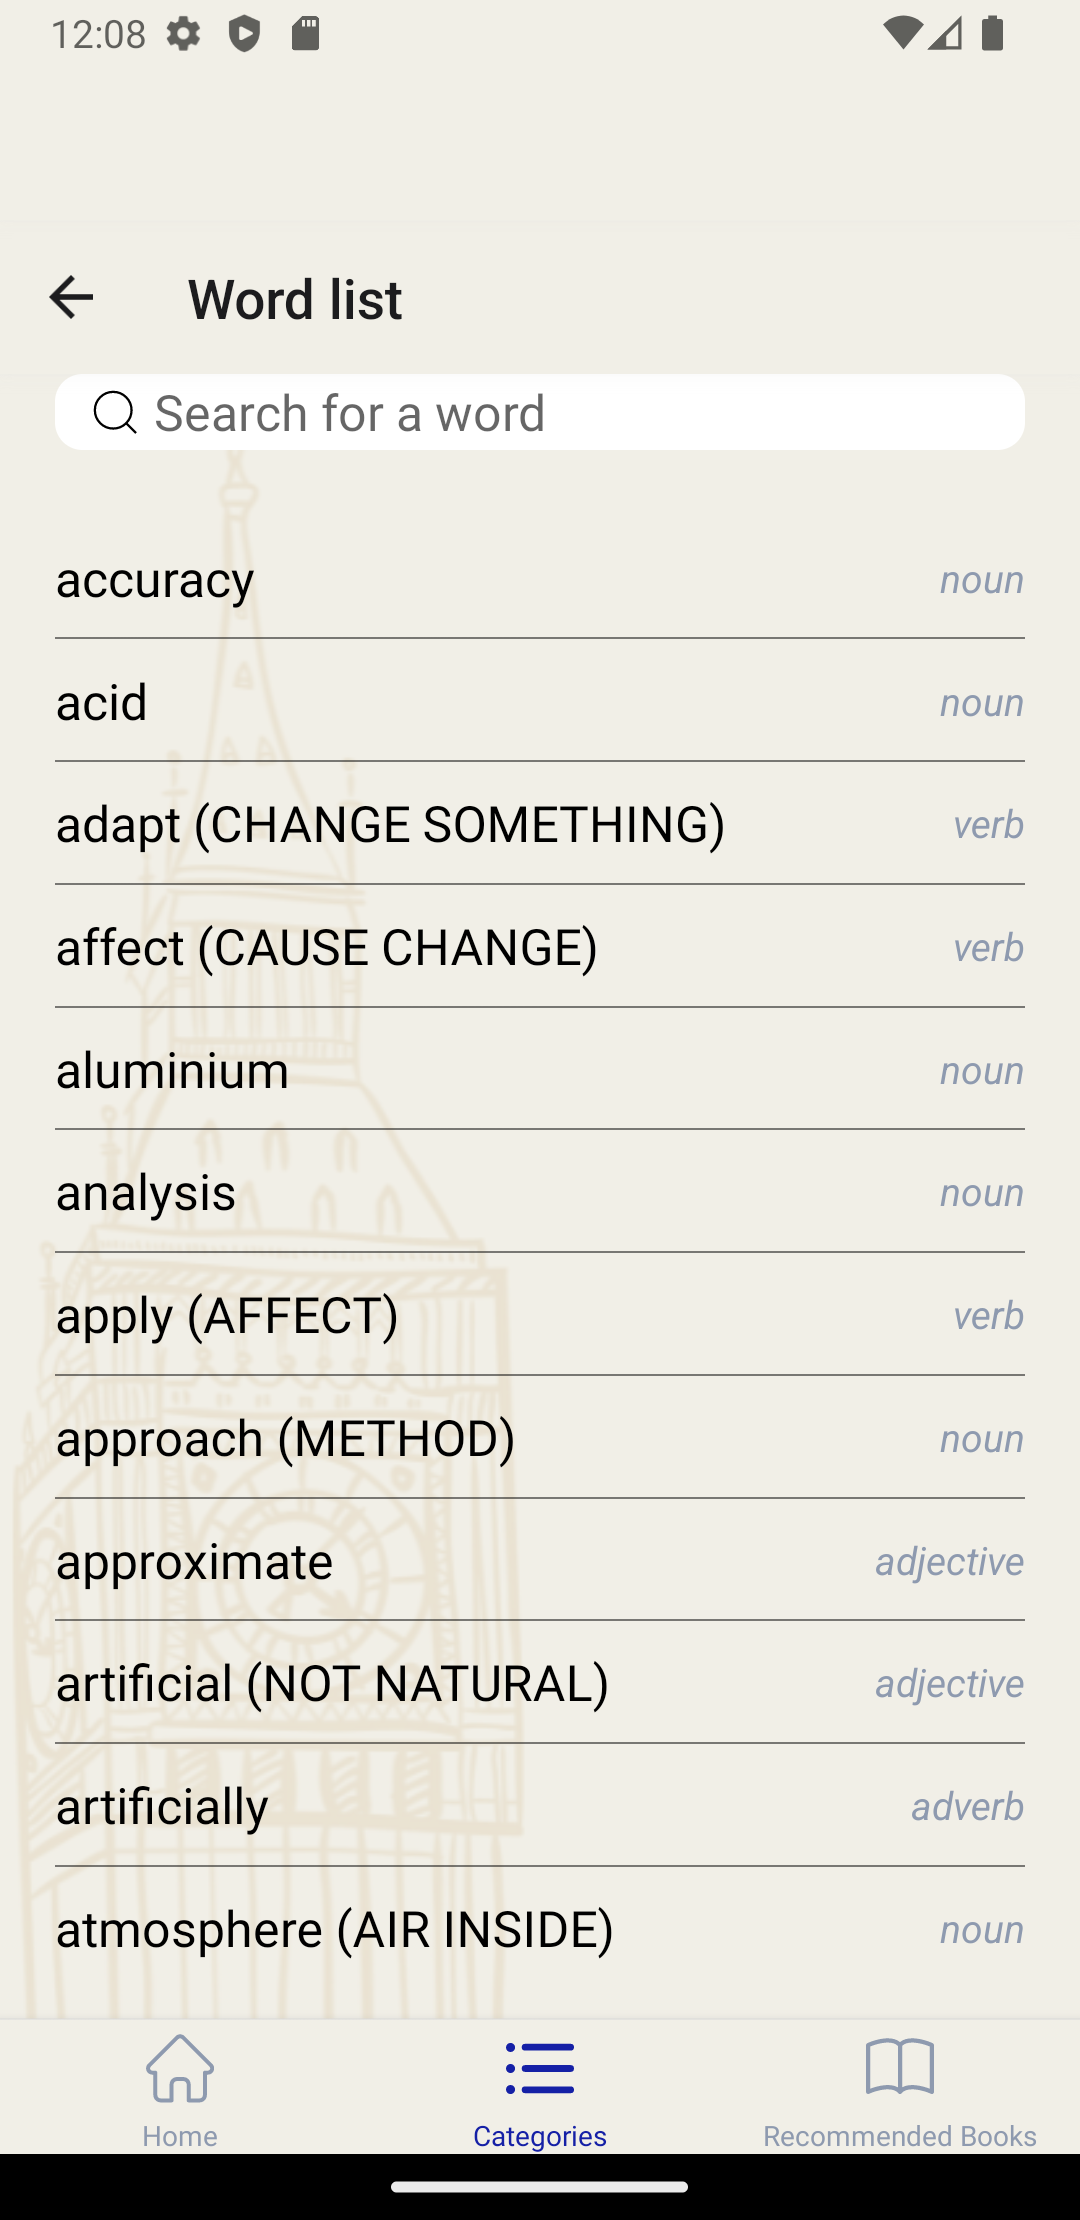 12:08
Word list
Search for a word
accuracy noun
acid noun
adapt (CHANGE SOMETHING) verb
affect (CAUSE CHANGE) verb
aluminium noun
analysis noun
apply (AFFECT) verb
approach (METHOD) noun
approximate adjective
artificial (NOT NATURAL) adjective
artificially adverb
atmosphere (AIR INSIDE) noun
Home Categories Recommended Books